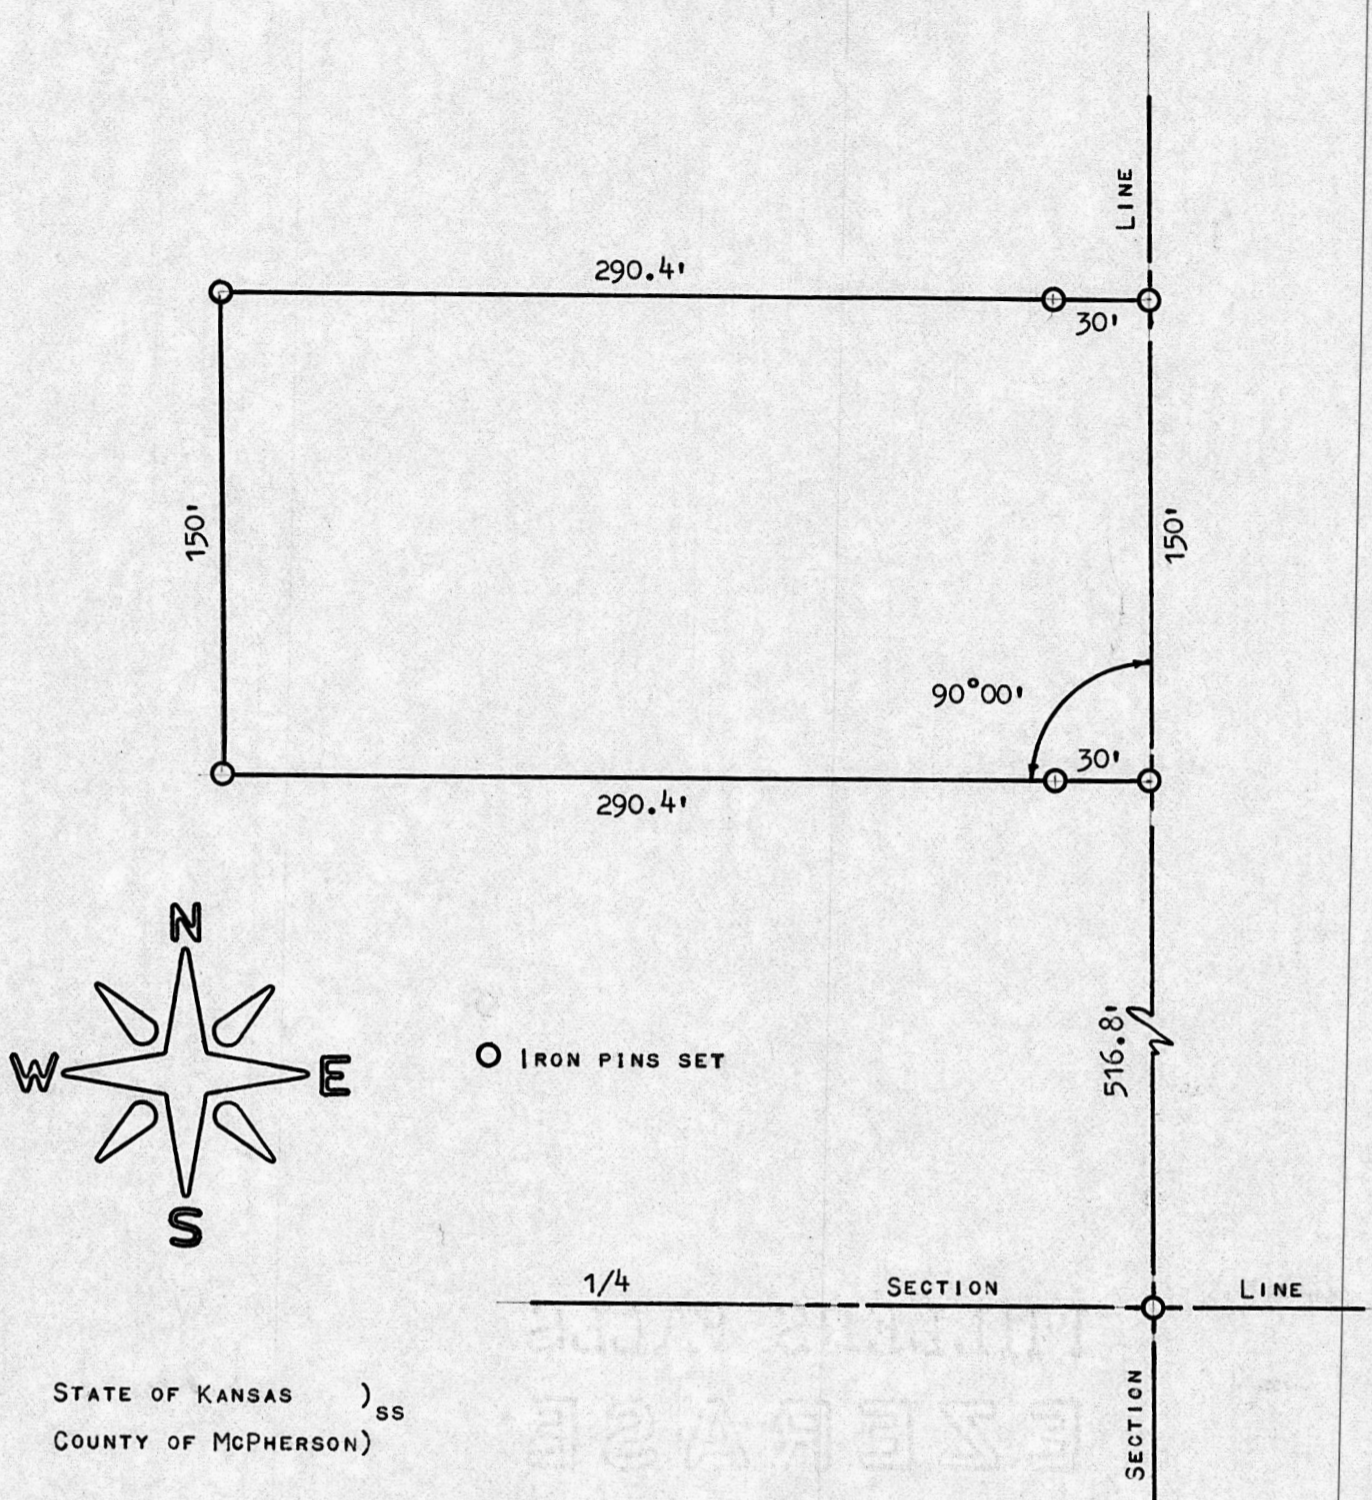 LINE
290.4'
30'
150'
150'
90°00'
30'
290.4'
N
W
E
S
IRON PINS SET
516.8'
1/4 SECTION LINE
SECTION
STATE OF KANSAS )
SS
COUNTY OF MCPHERSON)